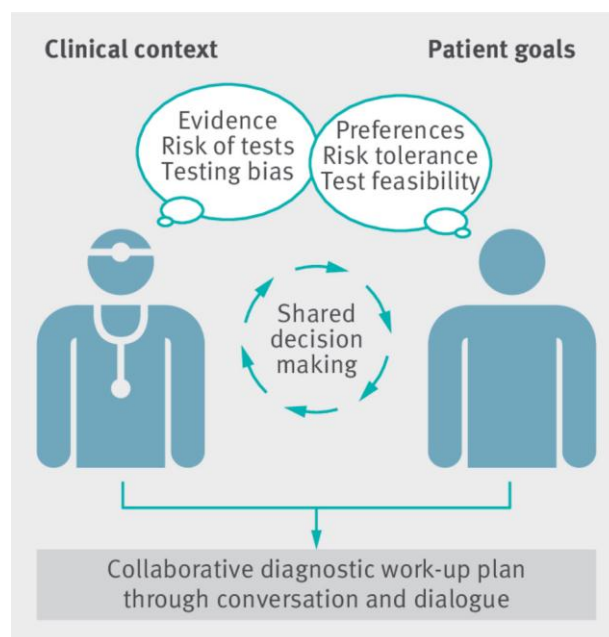 Clinical context
Patient goals
Evidence
Risk of tests
Testing bias
Preferences
Risk tolerance
Test feasibility
Shared
decision
making
Collaborative diagnostic work-up plan
through conversation and dialogue